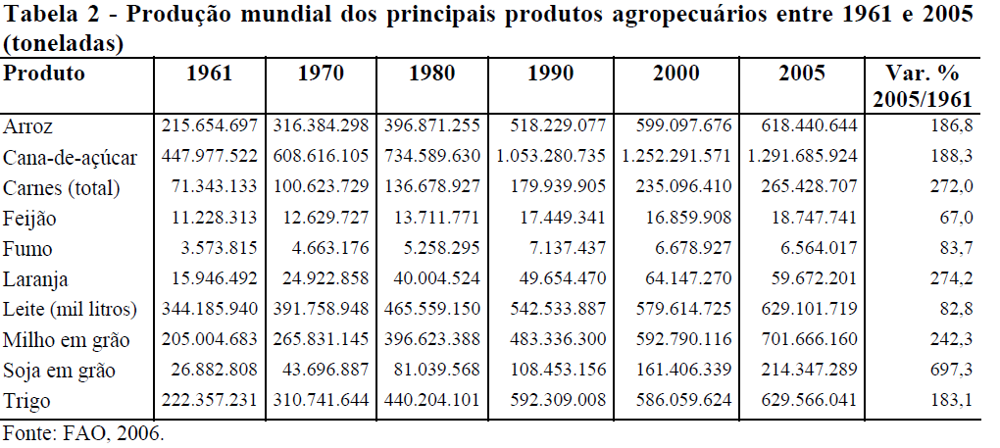 Tabela 2 - Produção mundial dos principais produtos agropecuários entre 1961 e 2005
(toneladas)
Produto 1961 1970 1980 1990 2000 2005 Var. %
2005/1961
Arroz 215.654.697 316.384.298 396.871.255 518.229.077 599.097.676 618.440.644 186,8
Cana-de-açúcar 447.977.522 608.616.105 734.589.630 1.053.280.735 1.252.291.571 1.291.685.924 188,3
Carnes (total) 71.343.133 100.623.729 136.678.927 179.939.905 235.096.410 265.428.707 272,0
Feijão 11.228.313 12.629.727 13.711.771 17.449.341 16.859.908 18.747.741 67,0
Fumo 3.573.815 4.663.176 5.258.295 7.137.437 6.678.927 6.564.017 83,7
Laranja 15.946.492 24.922.858 40.004.524 49.654.470 64.147.270 59.672.201 274,2
Leite (mil litros) 344.185.940 391.758.948 465.559.150 542.533.887 579.614.725 629.101.719 82,8
Milho em grão 205.004.683 265.831.145 396.623.388 483.336.300 592.790.116 701.666.160 242,3
Soja em grão 26.882.808 43.696.887 81.039.568 108.453.156 161.406.339 214.347.289 697,3
Trigo 222.357.231 310.741.644 440.204.101 592.309.008 586.059.624 629.566.041 183,1
Fonte: FAO, 2006.